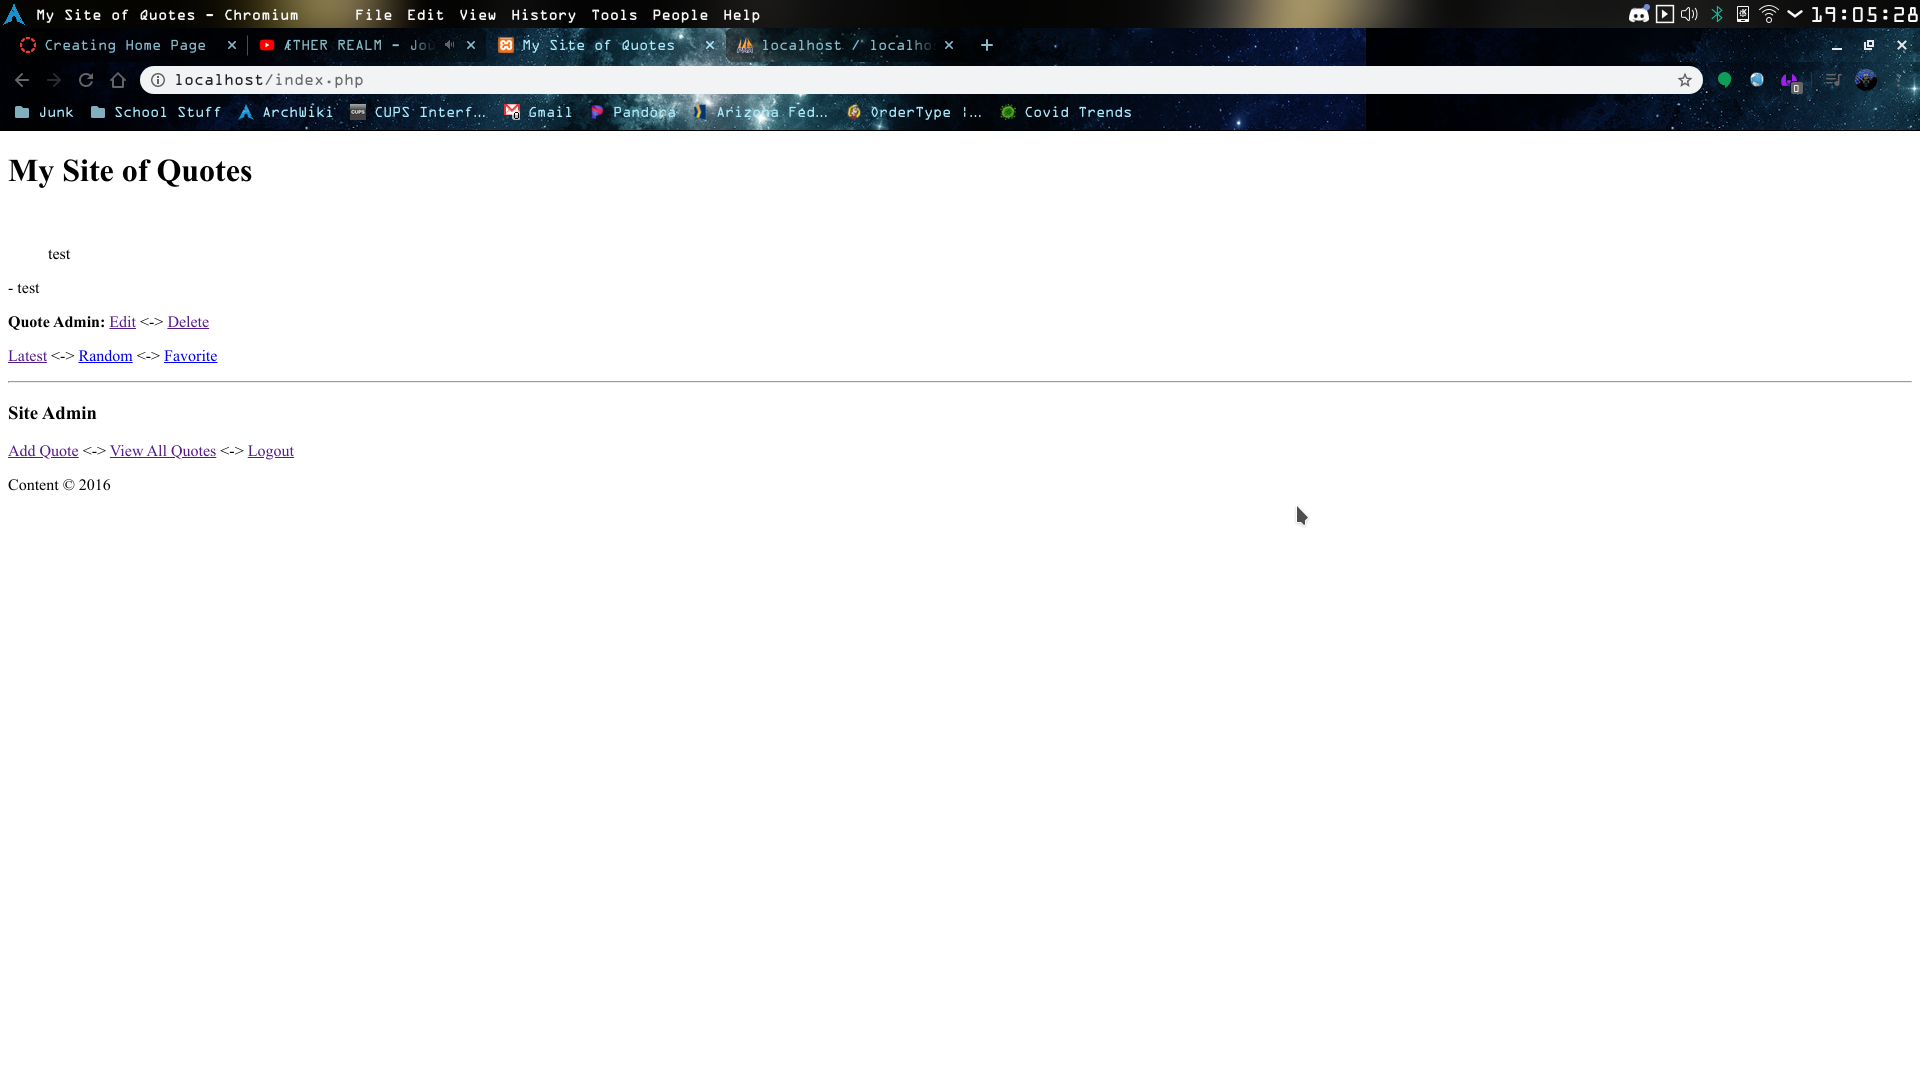 My Site of Quotes - Chromium File Edit View History Tools People Help 19:05:28
Creating Home Page ÆTHER REALM - Jou My Site of Quotes localhost / localho
localhost/index.php
Junk School Stuff ArchWiki CUPS Interf... Gmail Pandora Arizona Fed... OrderType |... Covid Trends
My Site of Quotes
test
- test
Quote Admin: Edit <-> Delete
Latest <-> Random <-> Favorite
Site Admin
Add Quote <-> View All Quotes <-> Logout
Content © 2016